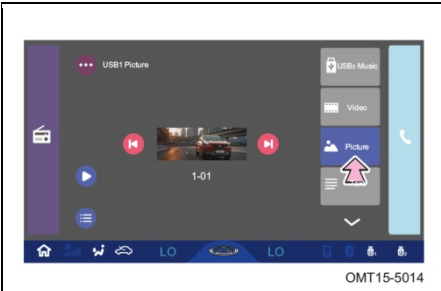 USB1 Picture
USB2 Music
Video
Picture
1-01
LO
LO
OMT15-5014